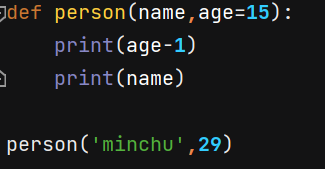 def person(name,age=15):
    print(age-1)
    print(name)
person('minchu',29)